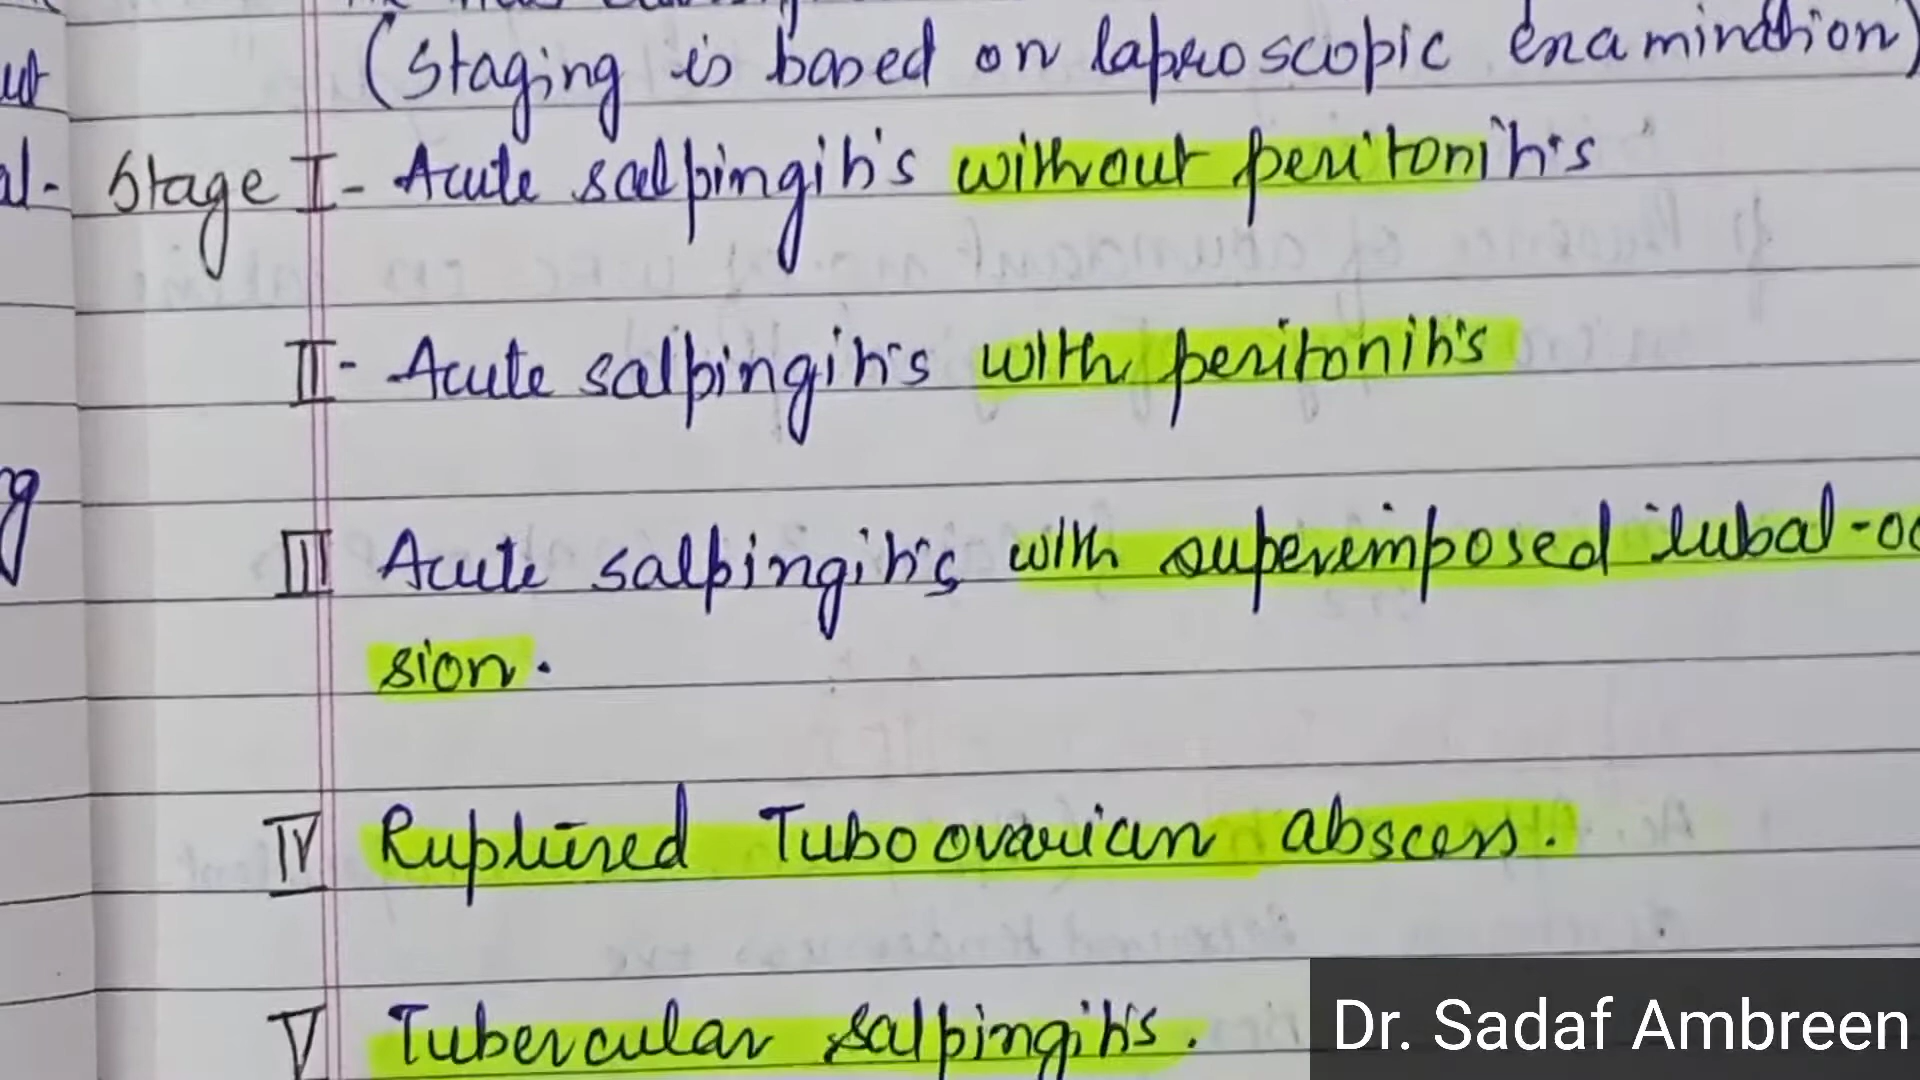 (Staging is based on laproscopic examination)
Stage I - Acute salpingitis without peritonitis
II - Acute salpingitis with peritonitis
III Acute salpingitis with superimposed tubal-oc
sion.
IV Ruptured Tuboovarian abscess.
V Tubercular salpingitis.
Dr. Sadaf Ambreen